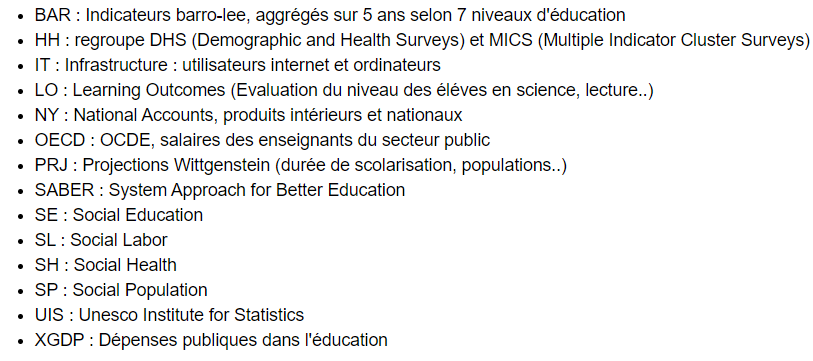 • BAR : Indicateurs barro-lee, aggrégés sur 5 ans selon 7 niveaux d'éducation
• HH : regroupe DHS (Demographic and Health Surveys) et MICS (Multiple Indicator Cluster Surveys)
• IT : Infrastructure : utilisateurs internet et ordinateurs
• LO : Learning Outcomes (Evaluation du niveau des éléves en science, lecture..)
• NY : National Accounts, produits intérieurs et nationaux
• OECD : OCDE, salaires des enseignants du secteur public
• PRJ : Projections Wittgenstein (durée de scolarisation, populations..)
• SABER : System Approach for Better Education
• SE : Social Education
• SL : Social Labor
• SH : Social Health
• SP : Social Population
• UIS : Unesco Institute for Statistics
• XGDP : Dépenses publiques dans l'éducation